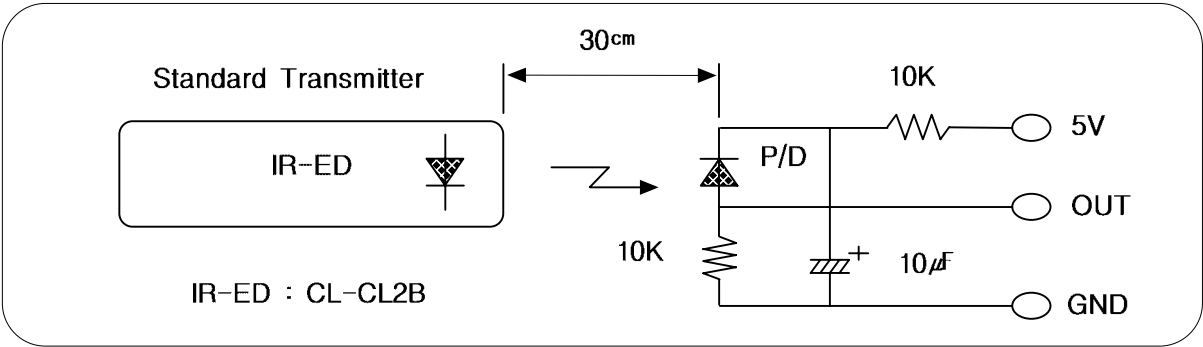 30㎝
Standard Transmitter
10K
5V
IR-ED
P/D
OUT
10K
+
10㎌
IR-ED : CL-CL2B
GND